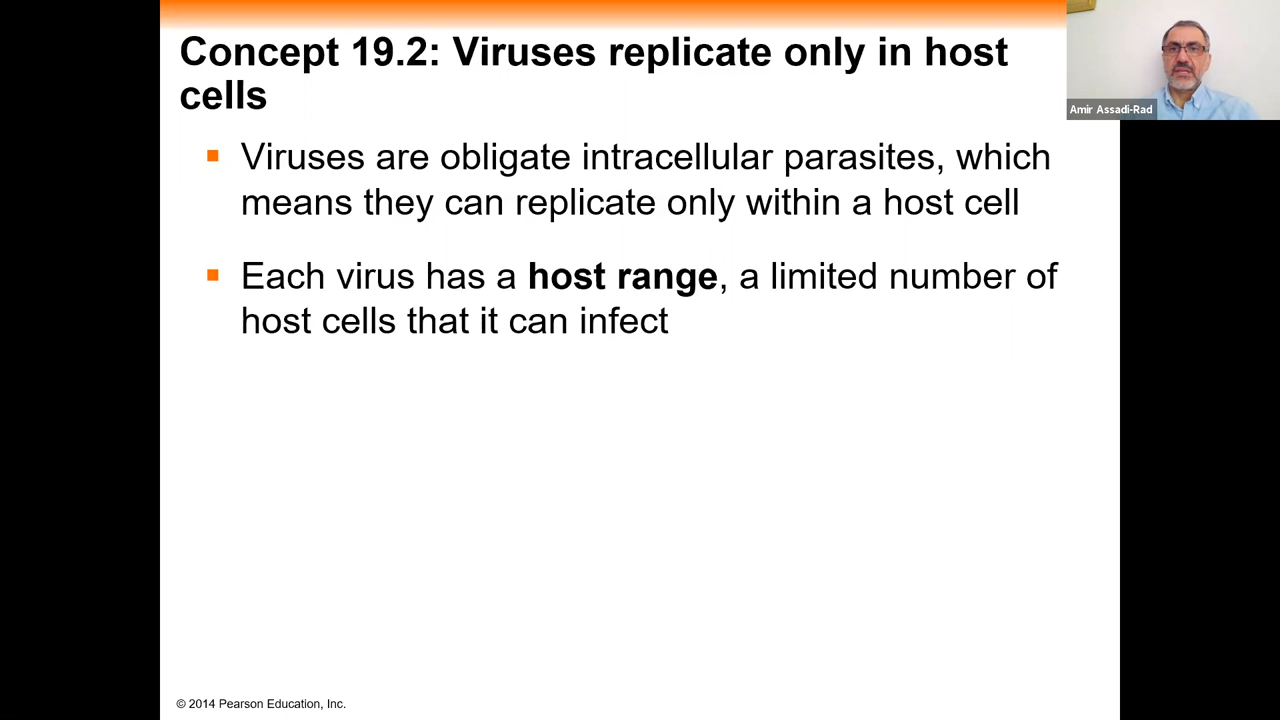 Concept 19.2: Viruses replicate only in host
cells
Amir Assadi-Rad
▪ Viruses are obligate intracellular parasites, which
means they can replicate only within a host cell
▪ Each virus has a host range, a limited number of
host cells that it can infect
© 2014 Pearson Education, Inc.